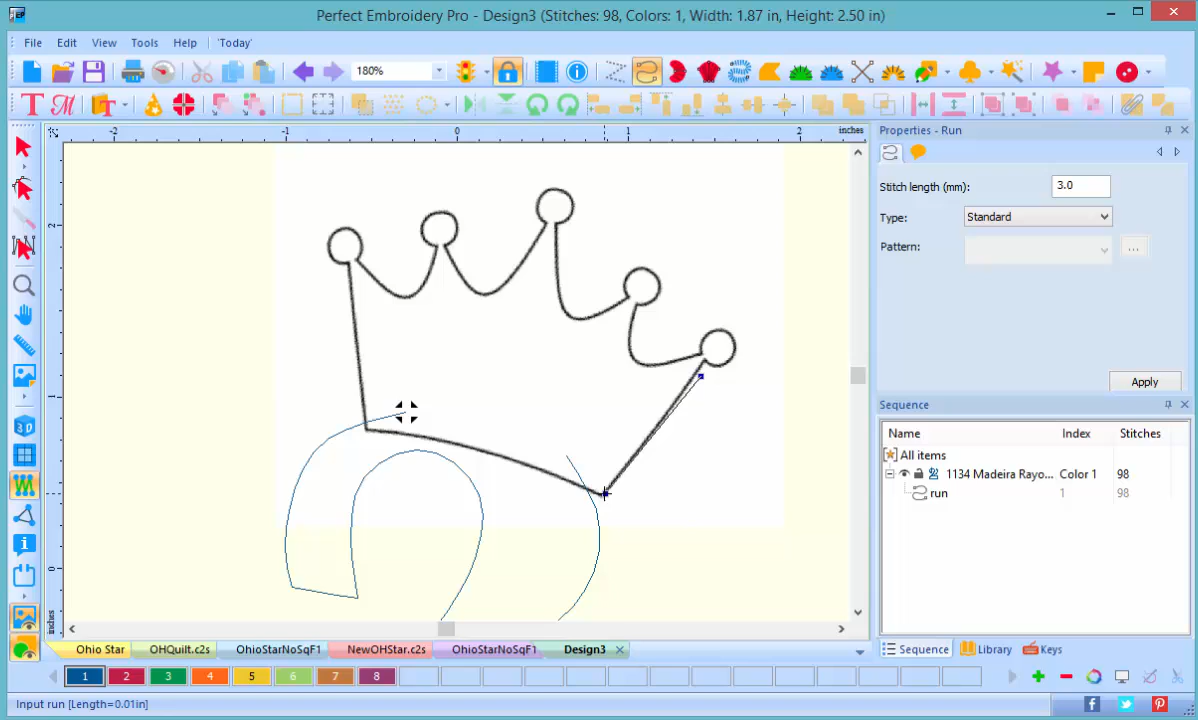 EP
Perfect Embroidery Pro - Design3 (Stitches: 98, Colors: 1, Width: 1.87 in, Height: 2.50 in)
File Edit View Tools Help 'Today'
180%
T M
-2 -1 0 1 2 inches
2
1
0
inches
Properties - Run
Stitch length (mm): 3.0
Type: Standard
Pattern: ...
Apply
Sequence
Name Index Stitches
All items
1134 Madeira Rayo... Color 1 98
run 1 98
Ohio Star OHQuilt.c2s OhioStarNoSqF1 NewOHStar.c2s OhioStarNoSqF1 Design3
Sequence Library Keys
1 2 3 4 5 6 7 8
Input run [Length=0.01in]